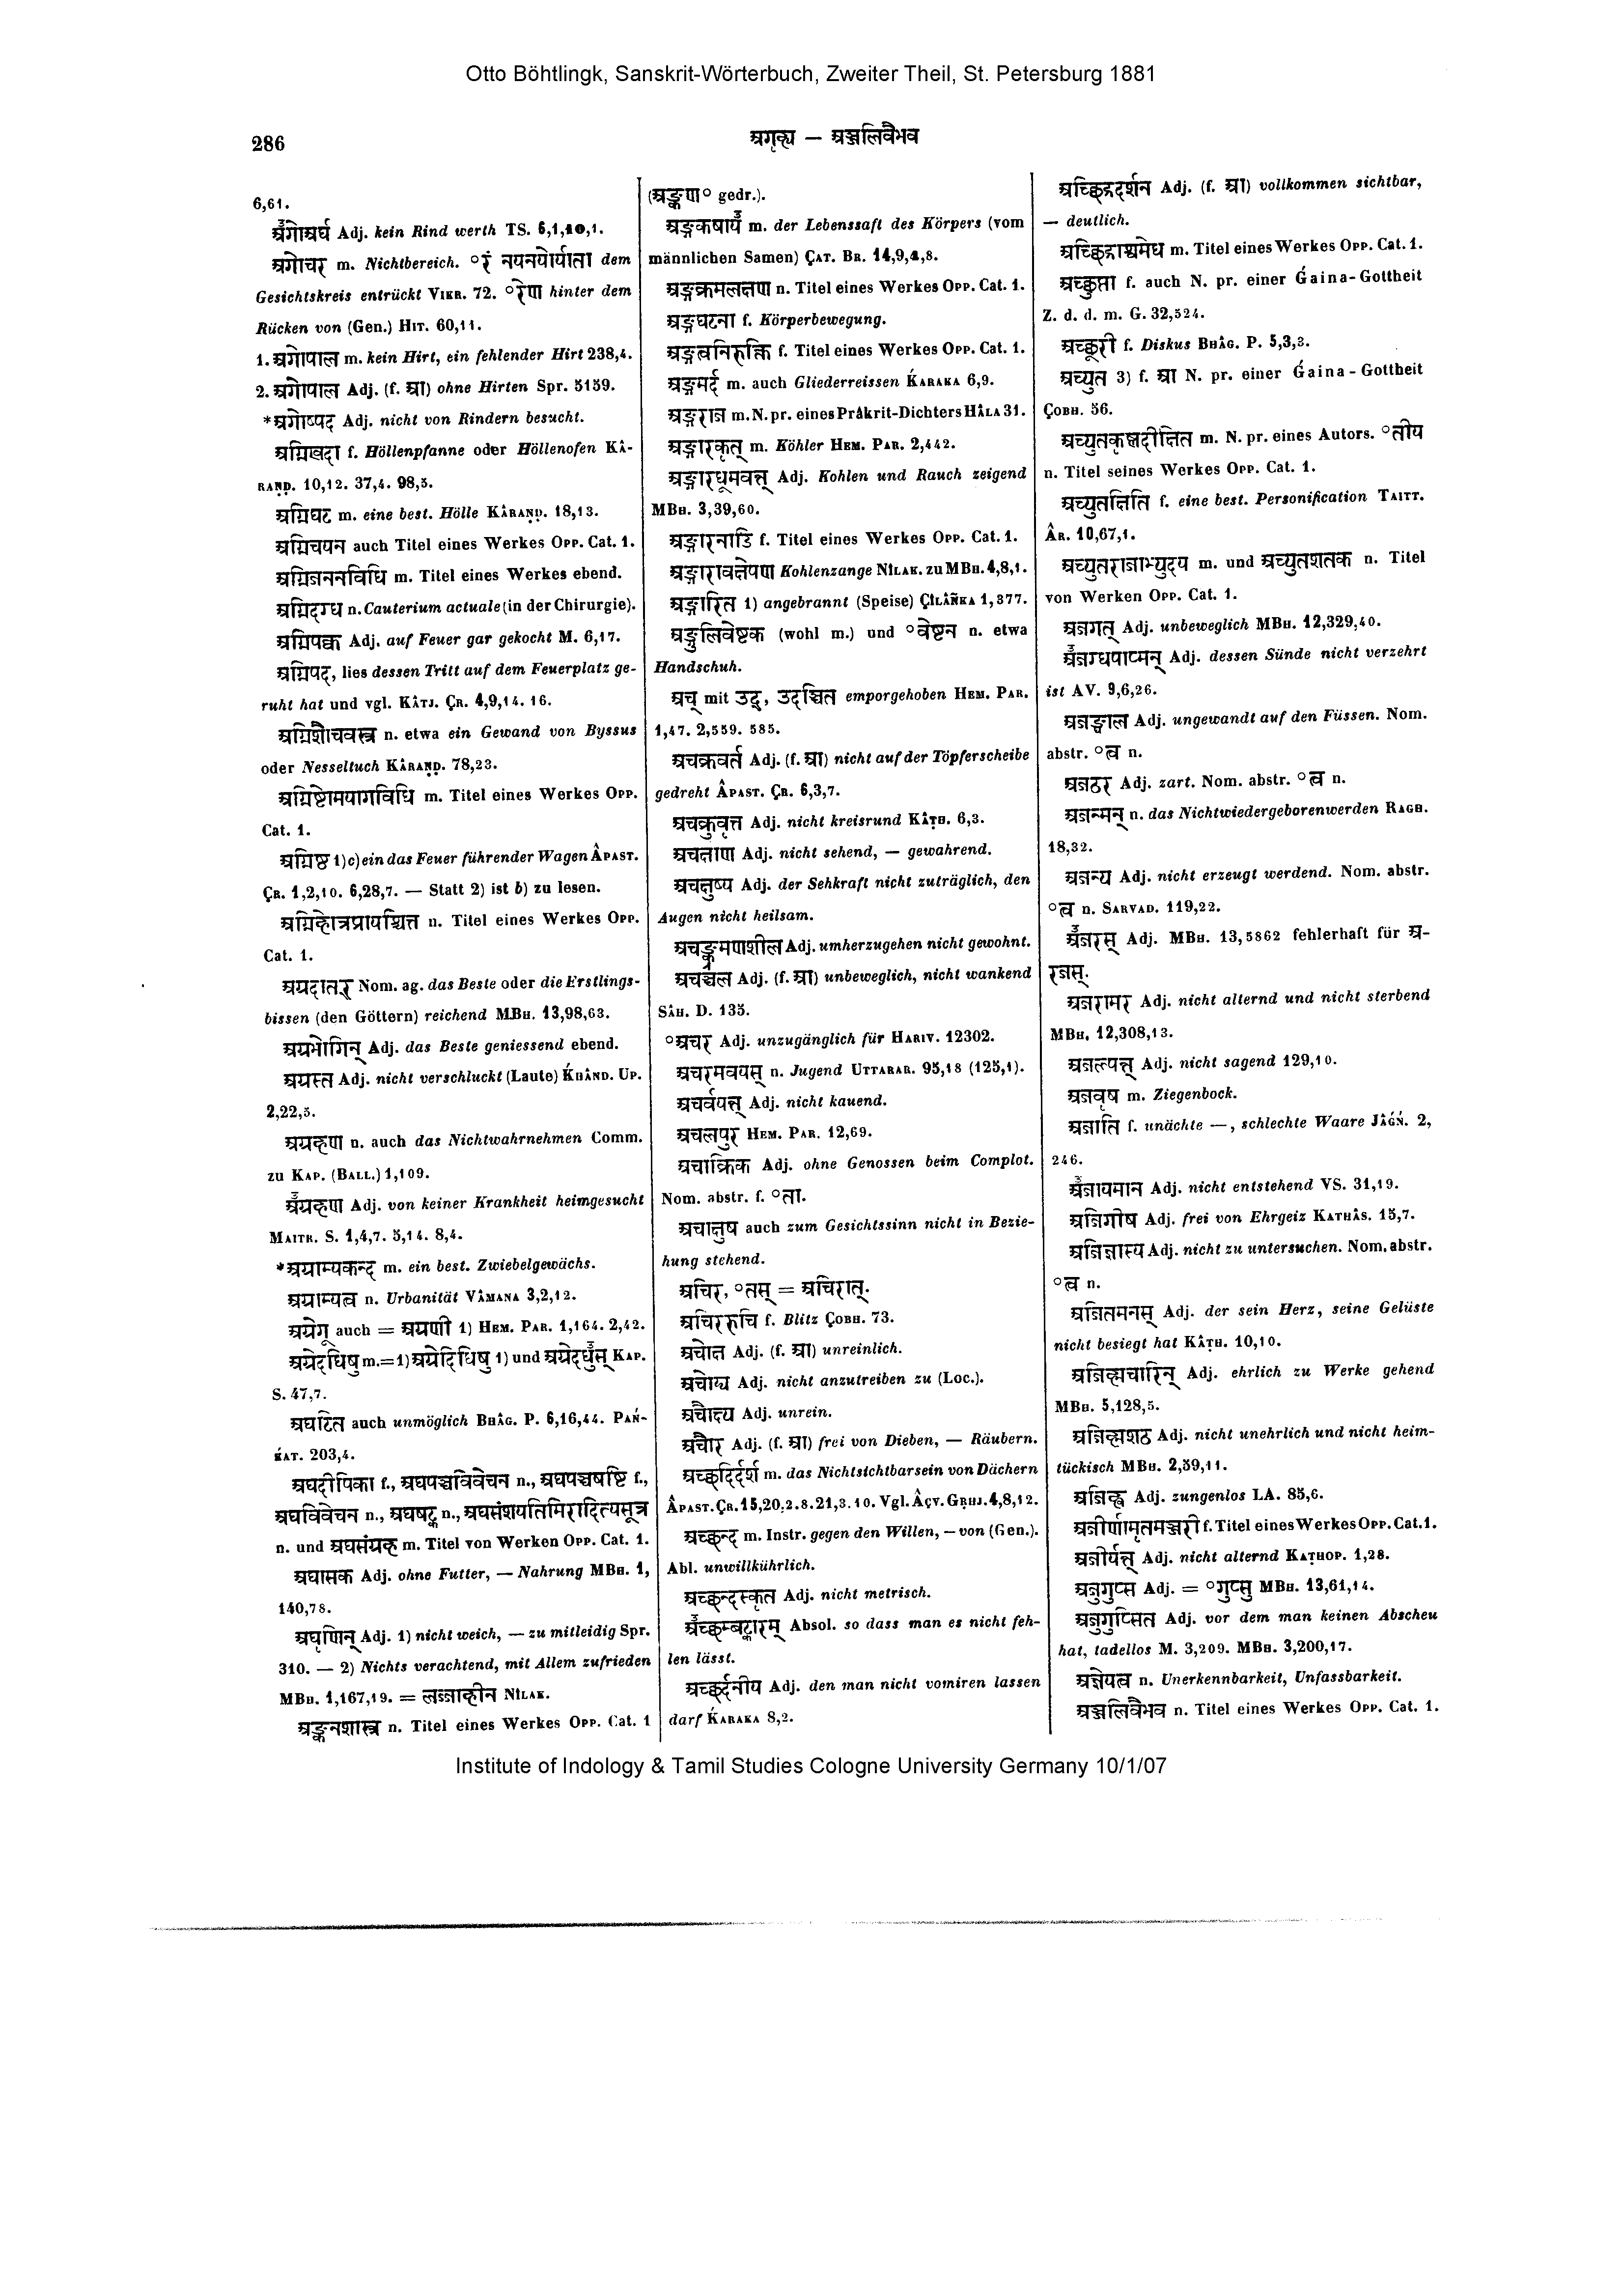 Otto Böhtlingk, Sanskrit-Wörterbuch, Zweiter Theil, St. Petersburg 1881
286
अगृह्य — अञ्जलिवैभव
6,61.
अँगोअर्घ Adj. kein Rind werth TS. 6,1,10,1.
अगोचर m. Nichtbereich. °रं नयनयोर्याता dem
Gesichtskreis entrückt VIKR. 72. °रेण hinter dem
Rücken von (Gen.) HIT. 60,11.
1. अगोपाल m. kein Hirt, ein fehlender Hirt 238,4.
2. अगोपाल Adj. (f. आ) ohne Hirten Spr. 5159.
*अगोष्पद Adj. nicht von Rindern besucht.
अग्निखदा f. Höllenpfanne oder Höllenofen KÂ-
RAṆḌ. 10,12. 37,4. 98,5.
अग्निघट m. eine best. Hölle KÂRAṆḌ. 18,13.
अग्निचयन auch Titel eines Werkes OPP. Cat. 1.
अग्निजननविधि m. Titel eines Werkes ebend.
अग्निदग्ध n. Cauterium actuale (in der Chirurgie).
अग्निपक्व Adj. auf Feuer gar gekocht M. 6,17.
अग्निपद, lies dessen Tritt auf dem Feuerplatz ge-
ruht hat und vgl. KÂTJ. ÇR. 4,9,14. 16.
अग्निशौचवस्त्र n. etwa ein Gewand von Byssus
oder Nesseltuch KÂRAṆḌ. 78,23.
अग्निष्टोमयागविधि m. Titel eines Werkes OPP.
Cat. 1.
अग्निष्ठ 1) c) ein das Feuer führender Wagen ÂPAST.
ÇR. 1,2,10. 6,28,7. — Statt 2) ist b) zu lesen.
अग्निहोत्रप्रायश्चित्त n. Titel eines Werkes OPP.
Cat. 1.
अग्रदातर् Nom. ag. das Beste oder die Erstlings-
bissen (den Göttern) reichend MBH. 13,98,63.
अग्रभोगिन् Adj. das Beste geniessend ebend.
अग्रस्त Adj. nicht verschluckt (Laute) ḰHÂND. UP.
2,22,5.
अग्रहण n. auch das Nichtwahrnehmen Comm.
zu KAP. (BALL.) 1,109.
अँग्रहण Adj. von keiner Krankheit heimgesucht
MAITR. S. 1,4,7. 5,14. 8,4.
*अग्राम्यकन्द m. ein best. Zwiebelgewächs.
अग्राम्यत्व n. Urbanität VÂMANA 3,2,12.
अग्रेगू auch = अग्रणी 1) HEM. PAR. 1,164. 2,42.
अग्रेदधिषु m. = 1) अग्रेदिधिषु 1) und अग्रेदधुँस् KAP.
S. 47,7.
अघटित auch unmöglich BHÂG. P. 6,16,44. PAŃ-
ḰAT. 203,4.
अघदीपिका f., अघपञ्चविवेचन n., अघपञ्चषष्टि f.,
अघविवेचन n., अघषट्क n., अघसंशयतिमिरादित्यसूत्र
n. und अघसंग्रह m. Titel von Werken OPP. Cat. 1.
अघासक Adj. ohne Futter, — Nahrung MBH. 1,
140,78.
अघृणिन् Adj. 1) nicht weich, — zu mitleidig Spr.
310. — 2) Nichts verachtend, mit Allem zufrieden
MBH. 1,167,19. = लज्जाहीन NÎLAK.
अङ्कनशास्त्र n. Titel eines Werkes OPP. Cat. 1
(अङ्कण° gedr.).
अङ्गकषायँ m. der Lebenssaft des Körpers (vom
männlichen Samen) ÇAT. BR. 14,9,4,8.
अङ्गक्रमलक्षण n. Titel eines Werkes OPP. Cat. 1.
अङ्गघटना f. Körperbewegung.
अङ्गत्वनिरुक्ति f. Titel eines Werkes OPP. Cat. 1.
अङ्गमर्द m. auch Gliederreissen ḰARAKA 6,9.
अङ्गराज m. N. pr. eines Prâkrit-Dichters HÂLA 31.
अङ्गारकृत् m. Köhler HEM. PAR. 2,442.
अङ्गारधूमवत्त् Adj. Kohlen und Rauch zeigend
MBH. 3,39,60.
अङ्गारनाडि f. Titel eines Werkes OPP. Cat. 1.
अङ्गारावक्षेपण Kohlenzange NÎLAK. zu MBH. 4,8,1.
अङ्गारित 1) angebrannt (Speise) ÇÎLÂṄKA 1,377.
अङ्गुलिवेष्टक (wohl m.) und °वेष्टन n. etwa
Handschuh.
अच् mit उद्, उदञ्चित emporgehoben HEM. PAR.
1,47. 2,559. 585.
अचक्रवर्त Adj. (f. आ) nicht auf der Töpferscheibe
gedreht ÂPAST. ÇR. 6,3,7.
अचक्रवृत्त Adj. nicht kreisrund KÂṬH. 6,3.
अचक्षाण Adj. nicht sehend, — gewahrend.
अचक्षुष्य Adj. der Sehkraft nicht zuträglich, den
Augen nicht heilsam.
अचङ्क्रमणशील Adj. umherzugehen nicht gewohnt.
अचञ्चल Adj. (f. आ) unbeweglich, nicht wankend
SÂH. D. 135.
°अचर Adj. unzugänglich für HARIV. 12302.
अचरमवयस् n. Jugend UTTARAR. 95,18 (125,1).
अचर्वयत्त् Adj. nicht kauend.
अचलपुर HEM. PAR. 12,69.
अचाक्रिक Adj. ohne Genossen beim Complot.
Nom. abstr. f. °ता.
अचाक्षुष auch zum Gesichtssinn nicht in Bezie-
hung stehend.
अचिर, °तस् = अचिरात्.
अचिररुचि f. Blitz ÇOBH. 73.
अचोक्ष Adj. (f. आ) unreinlich.
अचोद्य Adj. nicht anzutreiben zu (Loc.).
अचौक्ष्य Adj. unrein.
अचौर Adj. (f. आ) frei von Dieben, — Räubern.
अच्छदिर्दर्श m. das Nichtsichtbarsein von Dächern
ÂPAST. ÇR. 15,20,2. 8. 21,3. 10. Vgl. ÂÇV. GṚHJ. 4,8,12.
अच्छन्द m. Instr. gegen den Willen, — von (Gen.).
Abl. unwillkührlich.
अच्छन्दस्कृत Adj. nicht metrisch.
अँच्छम्बट्कारम् Absol. so dass man es nicht feh-
len lässt.
अच्छर्दनीय Adj. den man nicht vomiren lassen
darf ḰARAKA 8,2.
अच्छिद्रदर्शन Adj. (f. आ) vollkommen sichtbar,
— deutlich.
अच्छिद्राश्वमेध m. Titel eines Werkes OPP. Cat. 1.
अच्छुप्ता f. auch N. pr. einer Ǵaina-Gottheit
Z. d. d. m. G. 32,524.
अच्छूरी f. Diskus BHÂG. P. 5,3,3.
अच्युत 3) f. आ N. pr. einer Ǵaina-Gottheit
ÇOBH. 56.
अच्युतकृष्णदीक्षित m. N. pr. eines Autors. °तीय
n. Titel seines Werkes OPP. Cat. 1.
अच्युतक्षिति f. eine best. Personification TAITT.
ÂR. 10,67,1.
अच्युतराजाभ्युदय m. und अच्युतशतक n. Titel
von Werken OPP. Cat. 1.
अजगत् Adj. unbeweglich MBH. 12,329,40.
अँजग्धपाप्मन् Adj. dessen Sünde nicht verzehrt
ist AV. 9,6,26.
अजङ्घाल Adj. ungewandt auf den Füssen. Nom.
abstr. °त्व n.
अजठर Adj. zart. Nom. abstr. °त्व n.
अजन्मन् n. das Nichtwiedergeborenwerden RAGH.
18,32.
अजन्य Adj. nicht erzeugt werdend. Nom. abstr.
°त्व n. SARVAD. 119,22.
अँजरस् Adj. MBH. 13,5862 fehlerhaft für अ-
रजस्.
अजरामर Adj. nicht alternd und nicht sterbend
MBH. 12,308,13.
अजल्पत्त् Adj. nicht sagend 129,10.
अजवृष m. Ziegenbock.
अजाति f. unächte —, schlechte Waare JÂǴŃ. 2,
246.
अँजायमान Adj. nicht entstehend VS. 31,19.
अजिगीष Adj. frei von Ehrgeiz KATHÂS. 15,7.
अजिज्ञास्य Adj. nicht zu untersuchen. Nom. abstr.
°त्व n.
अजितमनस् Adj. der sein Herz, seine Gelüste
nicht besiegt hat KÂṬH. 10,10.
अजिह्मचारिन् Adj. ehrlich zu Werke gehend
MBH. 5,128,5.
अजिह्मशठ Adj. nicht unehrlich und nicht heim-
tückisch MBH. 2,59,11.
अजिह्व Adj. zungenlos LA. 85,6.
अजीर्णामृतमञ्जरी f. Titel eines Werkes OPP. Cat. 1.
अजीर्यत्त् Adj. nicht alternd KAṬHOP. 1,28.
अजुगुप्स Adj. = °गुप्सु MBH. 13,61,14.
अजुगुप्सित Adj. vor dem man keinen Abscheu
hat, tadellos M. 3,209. MBH. 3,200,17.
अज्ञेयत्व n. Unerkennbarkeit, Unfassbarkeit.
अञ्जलिवैभव n. Titel eines Werkes OPP. Cat. 1.
Institute of Indology & Tamil Studies Cologne University Germany 10/1/07